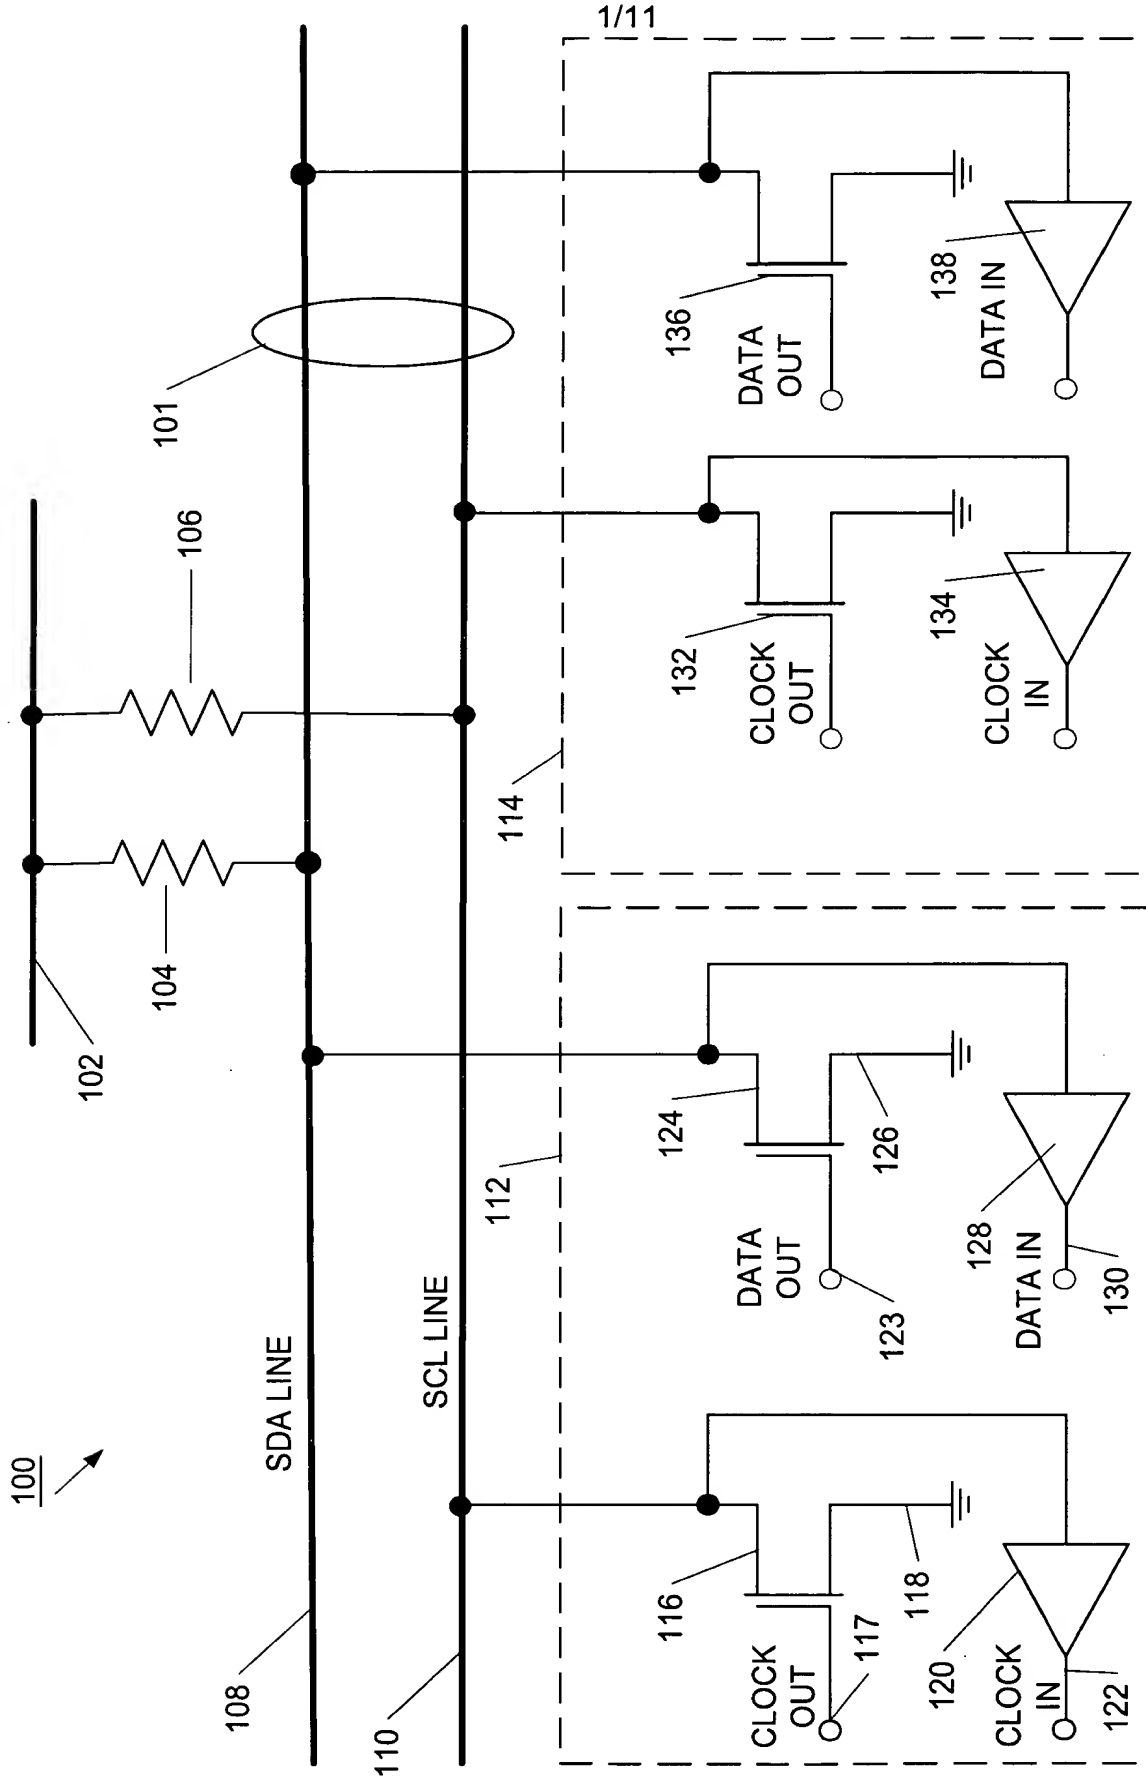 1/11
100
102
104
106
101
SDA LINE
SCL LINE
108
110
112
114
116
CLOCK
OUT
117
118
120
CLOCK
IN
122
124
DATA
OUT
123
126
128
DATA IN
130
132
CLOCK
OUT
134
CLOCK
IN
136
DATA
OUT
138
DATA IN